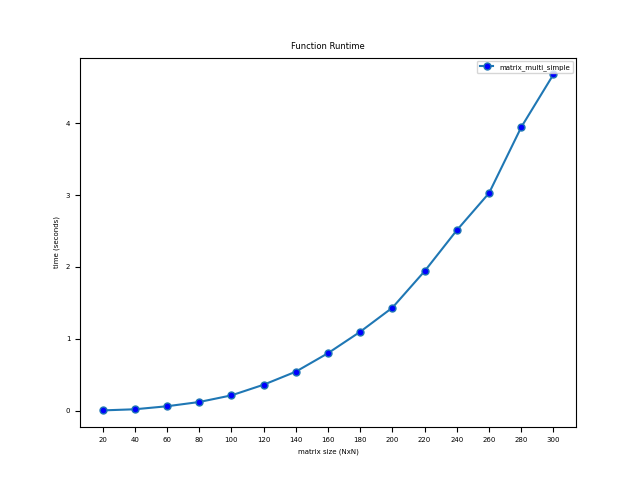 Function Runtime
matrix_multi_simple
time (seconds)
4
3
2
1
0
20 40 60 80 100 120 140 160 180 200 220 240 260 280 300
matrix size (NxN)